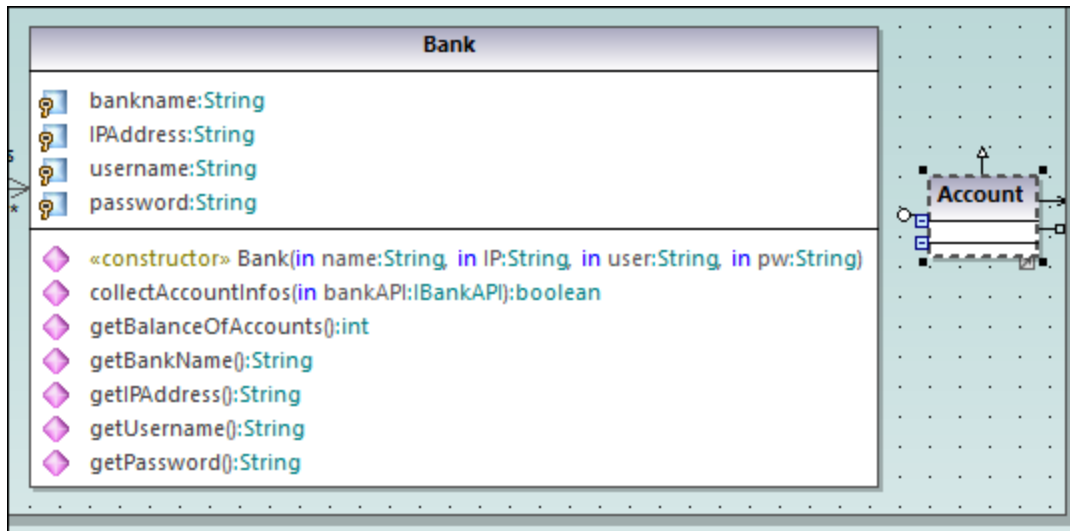 Bank
bankname:String
IPAddress:String
username:String
password:String
«constructor» Bank(in name:String, in IP:String, in user:String, in pw:String)
collectAccountInfos(in bankAPI:IBankAPI):boolean
getBalanceOfAccounts():int
getBankName():String
getIPAddress():String
getUsername():String
getPassword():String
s
*
Account